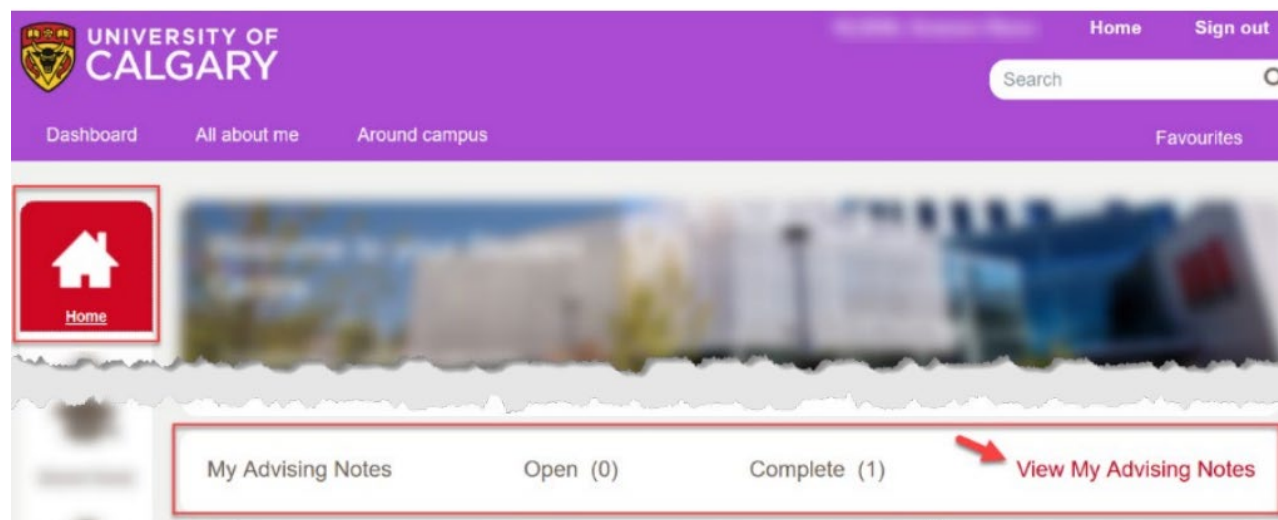 UNIVERSITY OF
CALGARY
Home Sign out
Search
Dashboard All about me Around campus Favourites
Home
My Advising Notes Open (0) Complete (1) View My Advising Notes